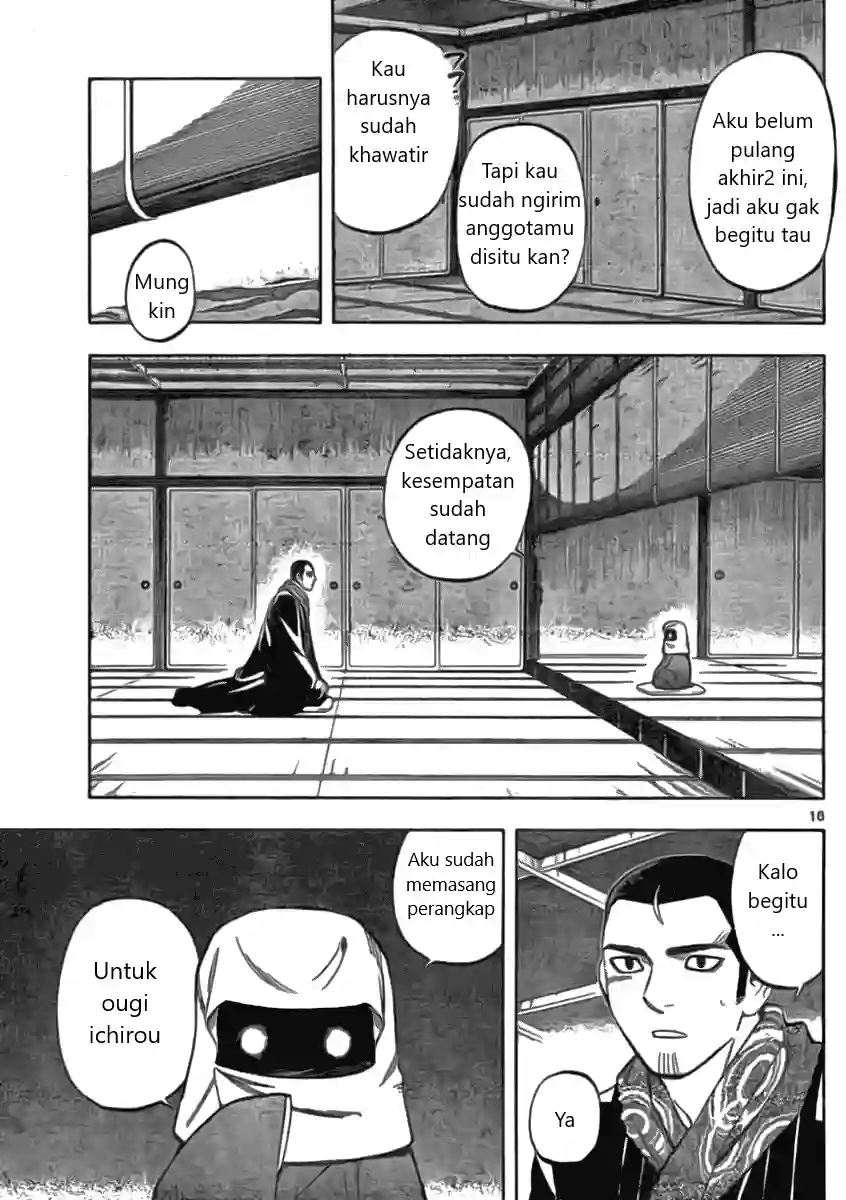 Aku belum
pulang
akhir2 ini,
jadi aku gak
begitu tau
Tapi kau
sudah ngirim
anggotamu
disitu kan?
Kau
harusnya
sudah
khawatir
Mung
kin
Setidaknya,
kesempatan
sudah
datang
16
Kalo
begitu
...
Ya
Aku sudah
memasang
perangkap
Untuk
ougi
ichirou